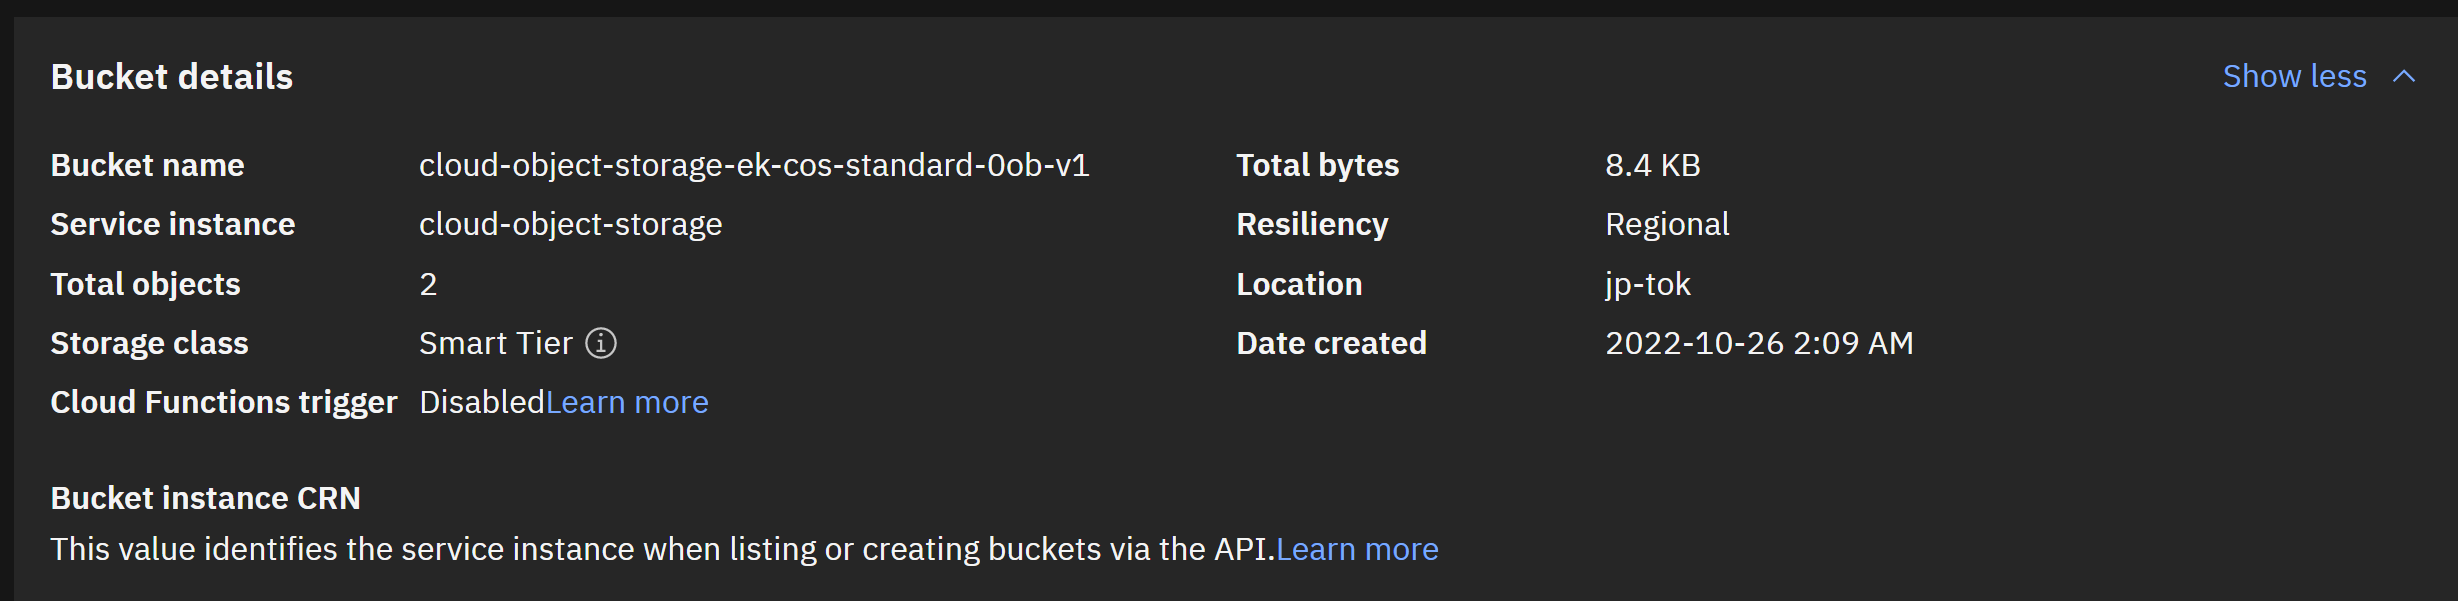 Bucket details
Show less
Bucket name cloud-object-storage-ek-cos-standard-0ob-v1
Service instance cloud-object-storage
Total objects 2
Storage class Smart Tier
Cloud Functions trigger DisabledLearn more
Total bytes 8.4 KB
Resiliency Regional
Location jp-tok
Date created 2022-10-26 2:09 AM
Bucket instance CRN
This value identifies the service instance when listing or creating buckets via the API.Learn more